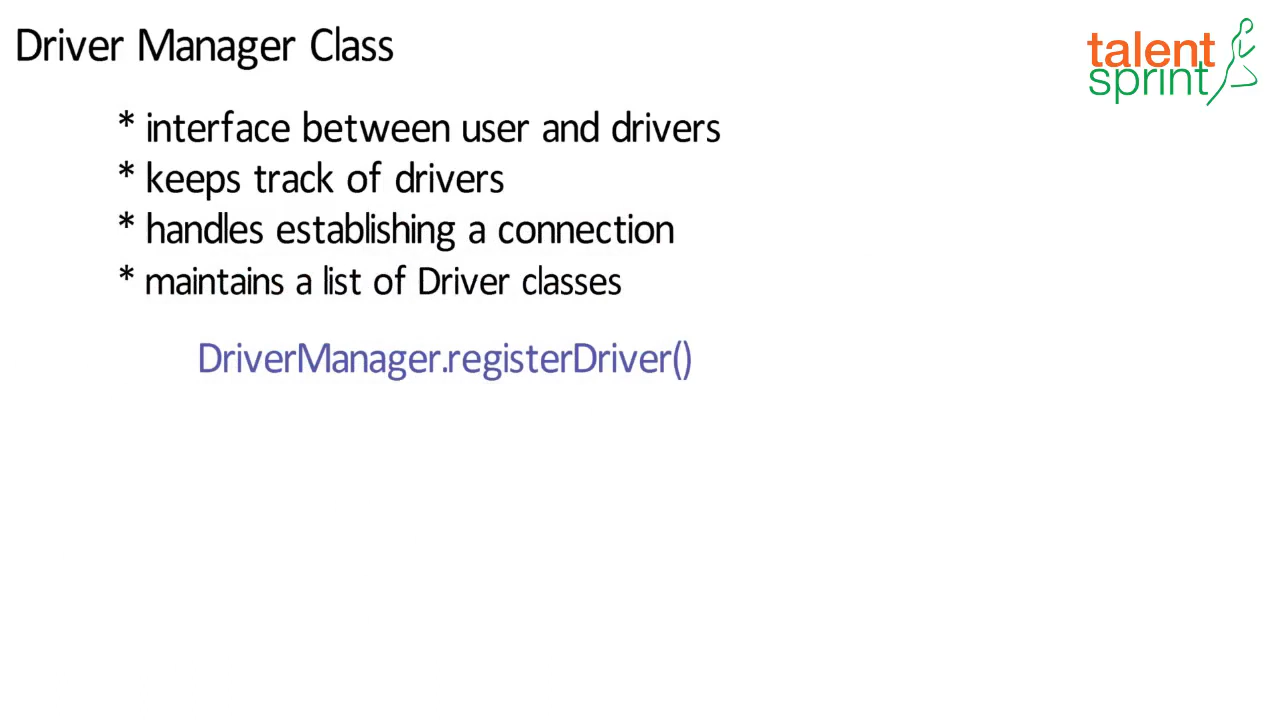 Driver Manager Class
talent
sprint
* interface between user and drivers
* keeps track of drivers
* handles establishing a connection
* maintains a list of Driver classes
DriverManager.registerDriver()